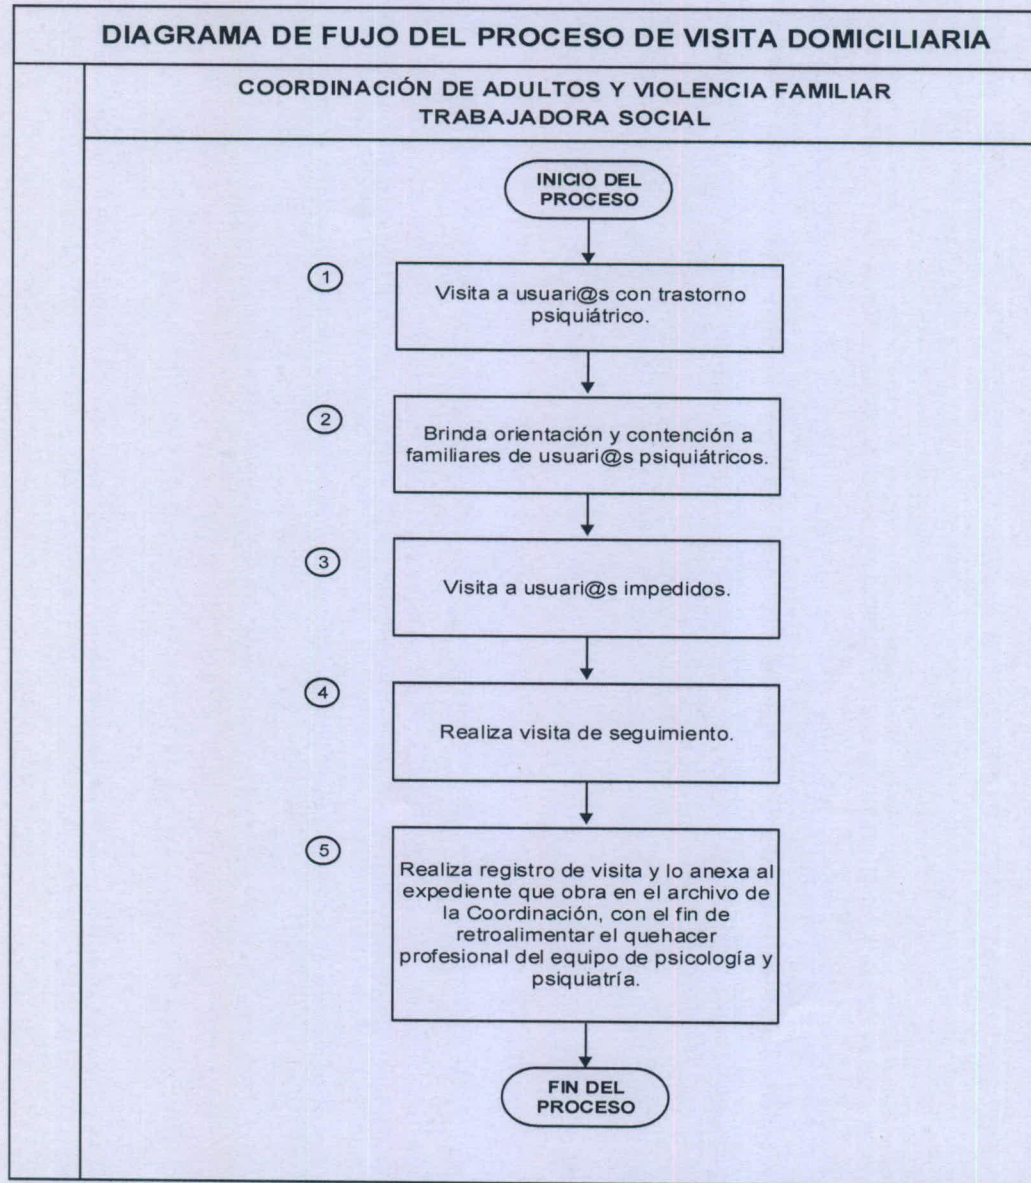 DIAGRAMA DE FUJO DEL PROCESO DE VISITA DOMICILIARIA
COORDINACIÓN DE ADULTOS Y VIOLENCIA FAMILIAR
TRABAJADORA SOCIAL
INICIO DEL
PROCESO
1
Visita a usuari@s con trastorno
psiquiátrico.
2
Brinda orientación y contención a
familiares de usuari@s psiquiátricos.
3
Visita a usuari@s impedidos.
4
Realiza visita de seguimiento.
5
Realiza registro de visita y lo anexa al
expediente que obra en el archivo de
la Coordinación, con el fin de
retroalimentar el quehacer
profesional del equipo de psicología y
psiquiatría.
FIN DEL
PROCESO